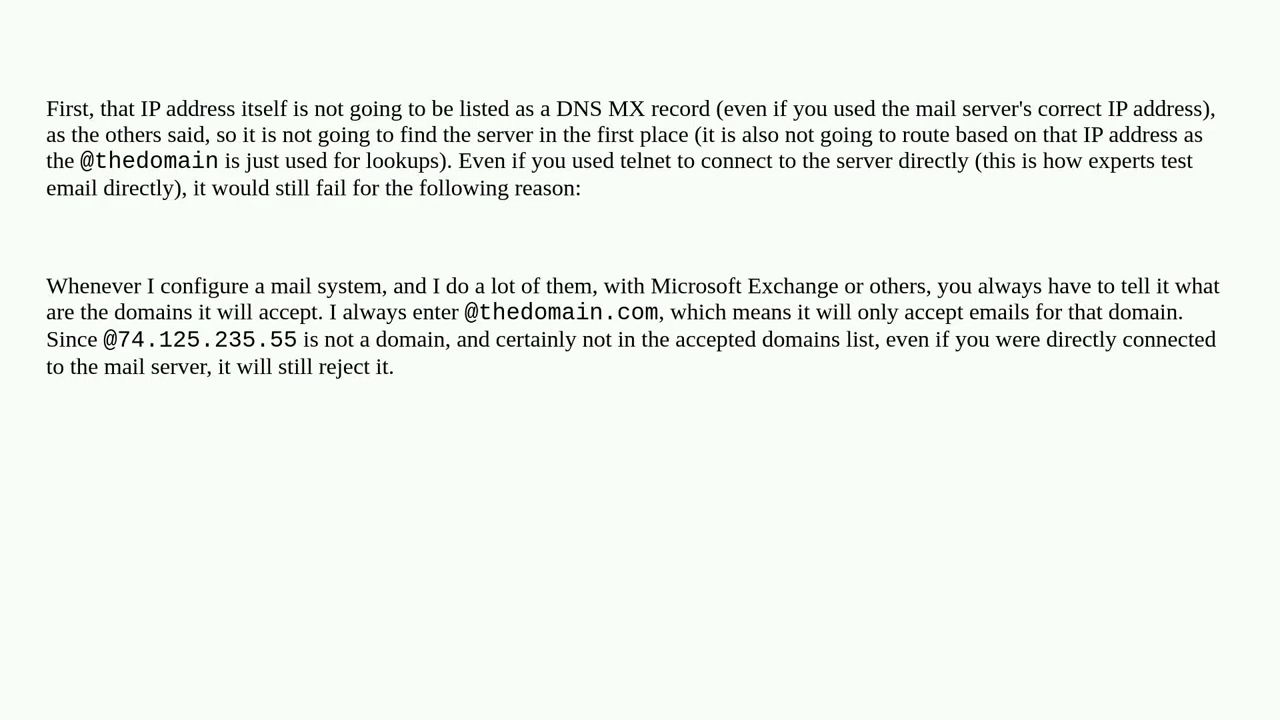 First, that IP address itself is not going to be listed as a DNS MX record (even if you used the mail server's correct IP address),
as the others said, so it is not going to find the server in the first place (it is also not going to route based on that IP address as
the @thedomain is just used for lookups). Even if you used telnet to connect to the server directly (this is how experts test
email directly), it would still fail for the following reason:
Whenever I configure a mail system, and I do a lot of them, with Microsoft Exchange or others, you always have to tell it what
are the domains it will accept. I always enter @thedomain.com, which means it will only accept emails for that domain.
Since @74.125.235.55 is not a domain, and certainly not in the accepted domains list, even if you were directly connected
to the mail server, it will still reject it.